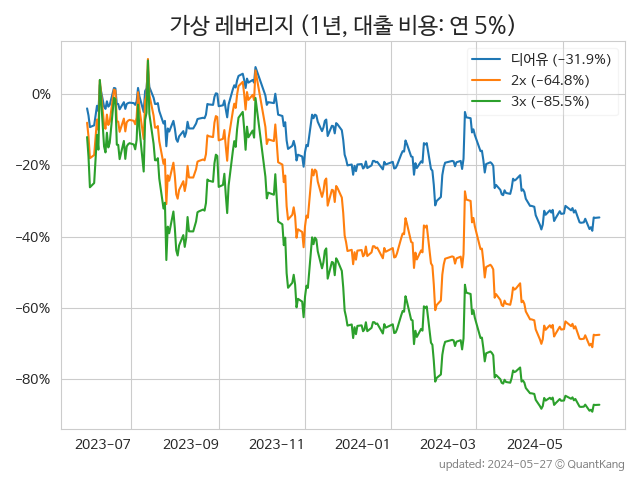 가상 레버리지 (1년, 대출 비용: 연 5%)
디어유 (−31.9%)
2x (−64.8%)
3x (−85.5%)
0%
−20%
−40%
−60%
−80%
2023−07
2023−09
2023−11
2024−01
2024−03
2024−05
updated: 2024-05-27 © QuantKang